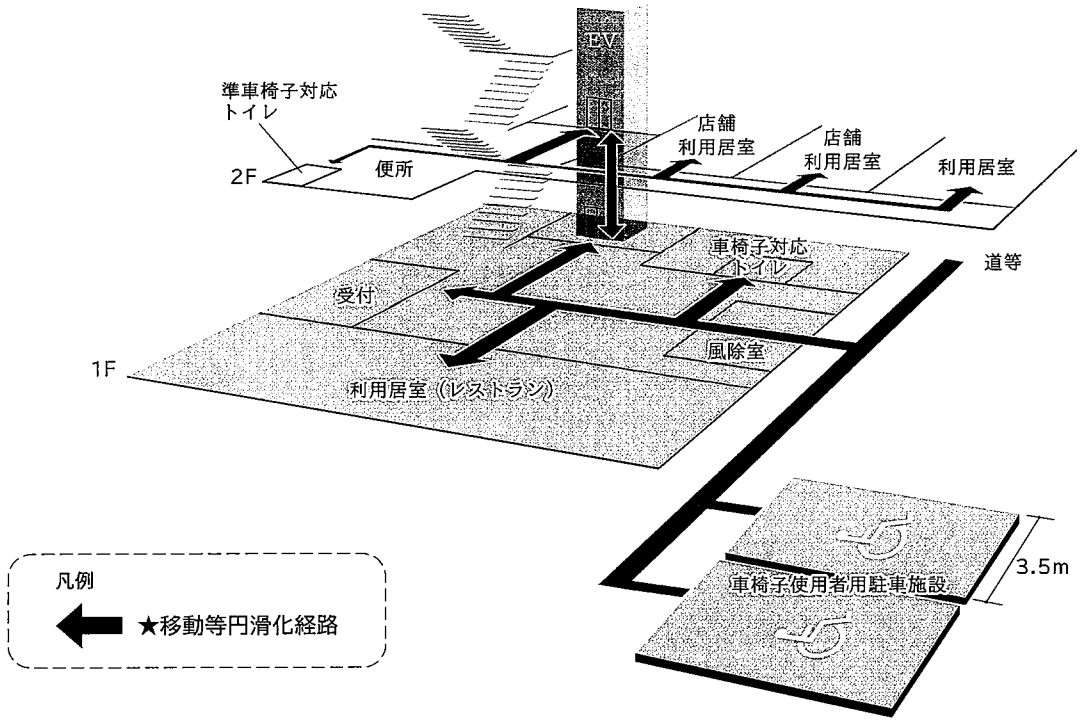 EV
準車椅子対応
トイレ
2F
便所
店舗
利用居室
店舗
利用居室
利用居室
道等
車椅子対応
トイレ
受付
風除室
1F
利用居室(レストラン)
車椅子使用者用駐車施設
3.5m
凡例
★移動等円滑化経路